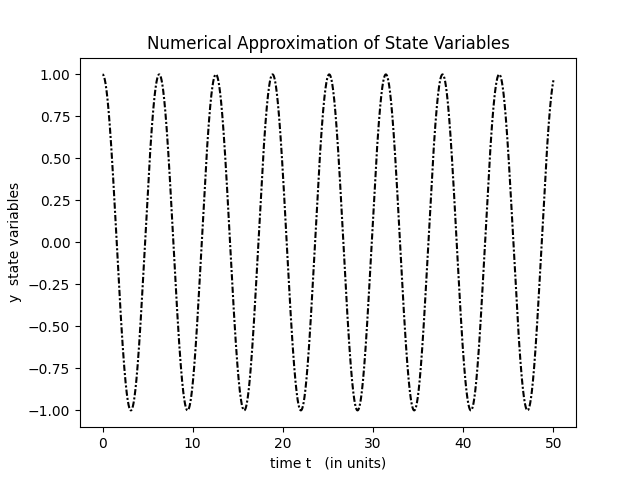 Numerical Approximation of State Variables
1.00
0.75
0.50
0.25
0.00
−0.25
−0.50
−0.75
−1.00
y  state variables
0 10 20 30 40 50
time t   (in units)